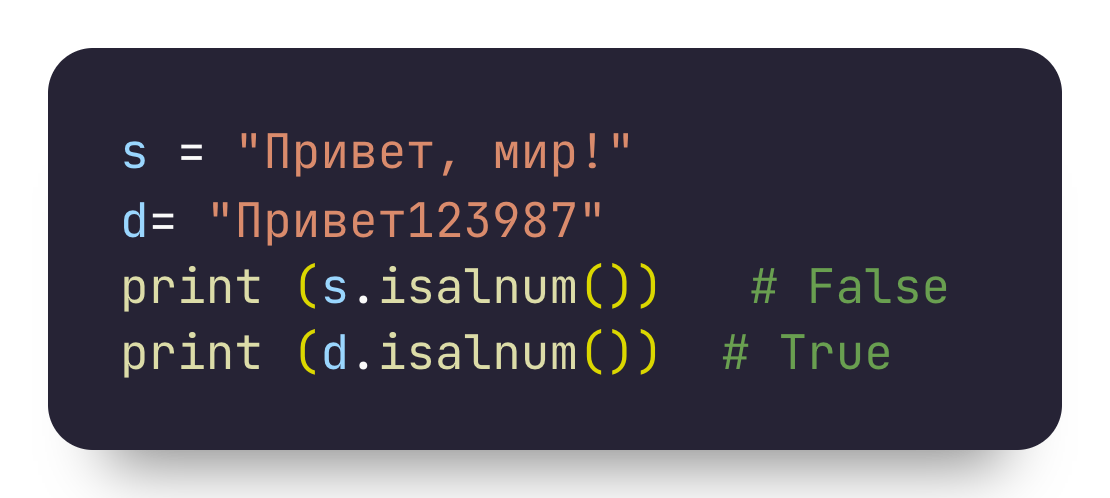 s = "Привет, мир!"
d= "Привет123987"
print (s.isalnum())   # False
print (d.isalnum())  # True